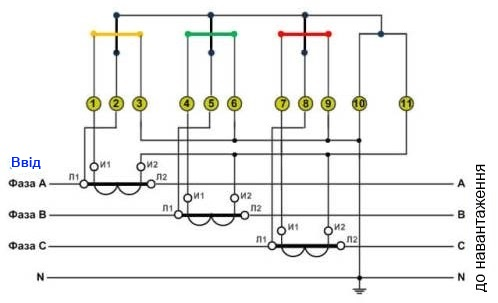 1 2 3 4 5 6 7 8 9 10 11
Ввід
И1 И2
Фаза А Л1 Л2 А
И1 И2
Фаза В Л1 Л2 В
И1 И2
Фаза С Л1 Л2 С
N N
до навантаження